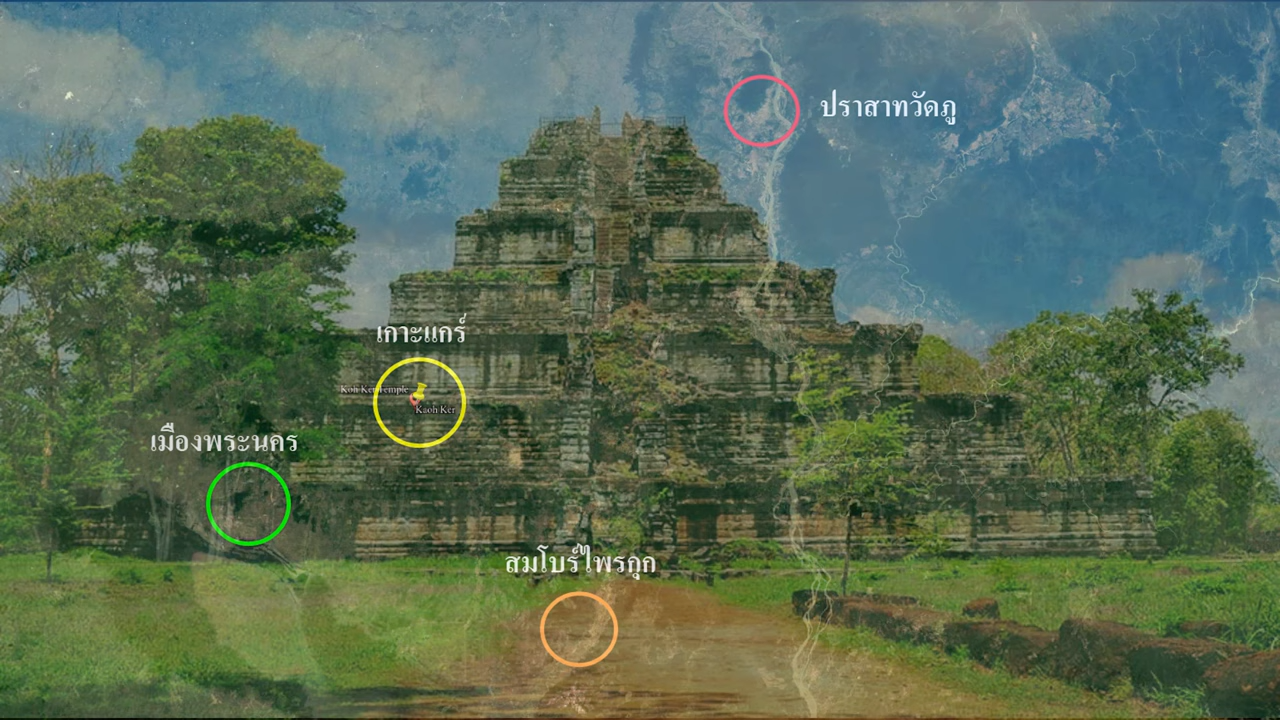 ปราสาทวัดภู
เกาะแกร์
Koh Ker Temple
Kaoh Ker
เมืองพระนคร
สมโบร์ไพรกุก